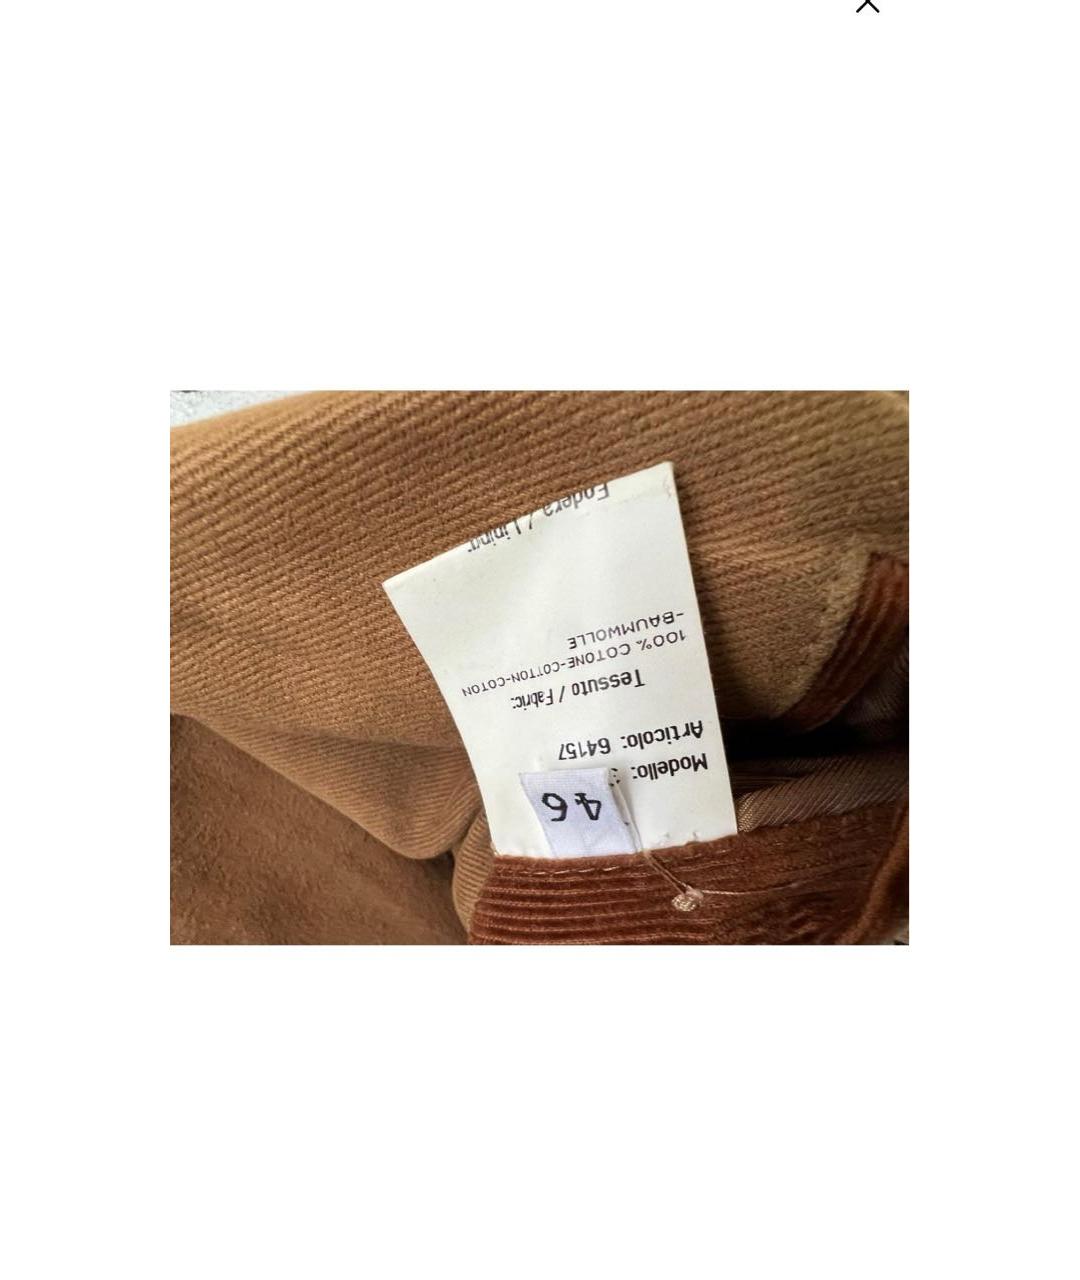 46
Modello:
Articolo: 64157
Tessuto / Fabric:
100% COTONE-COTTON-COTON
-BAUMWOLLE
Fodera / Lining: